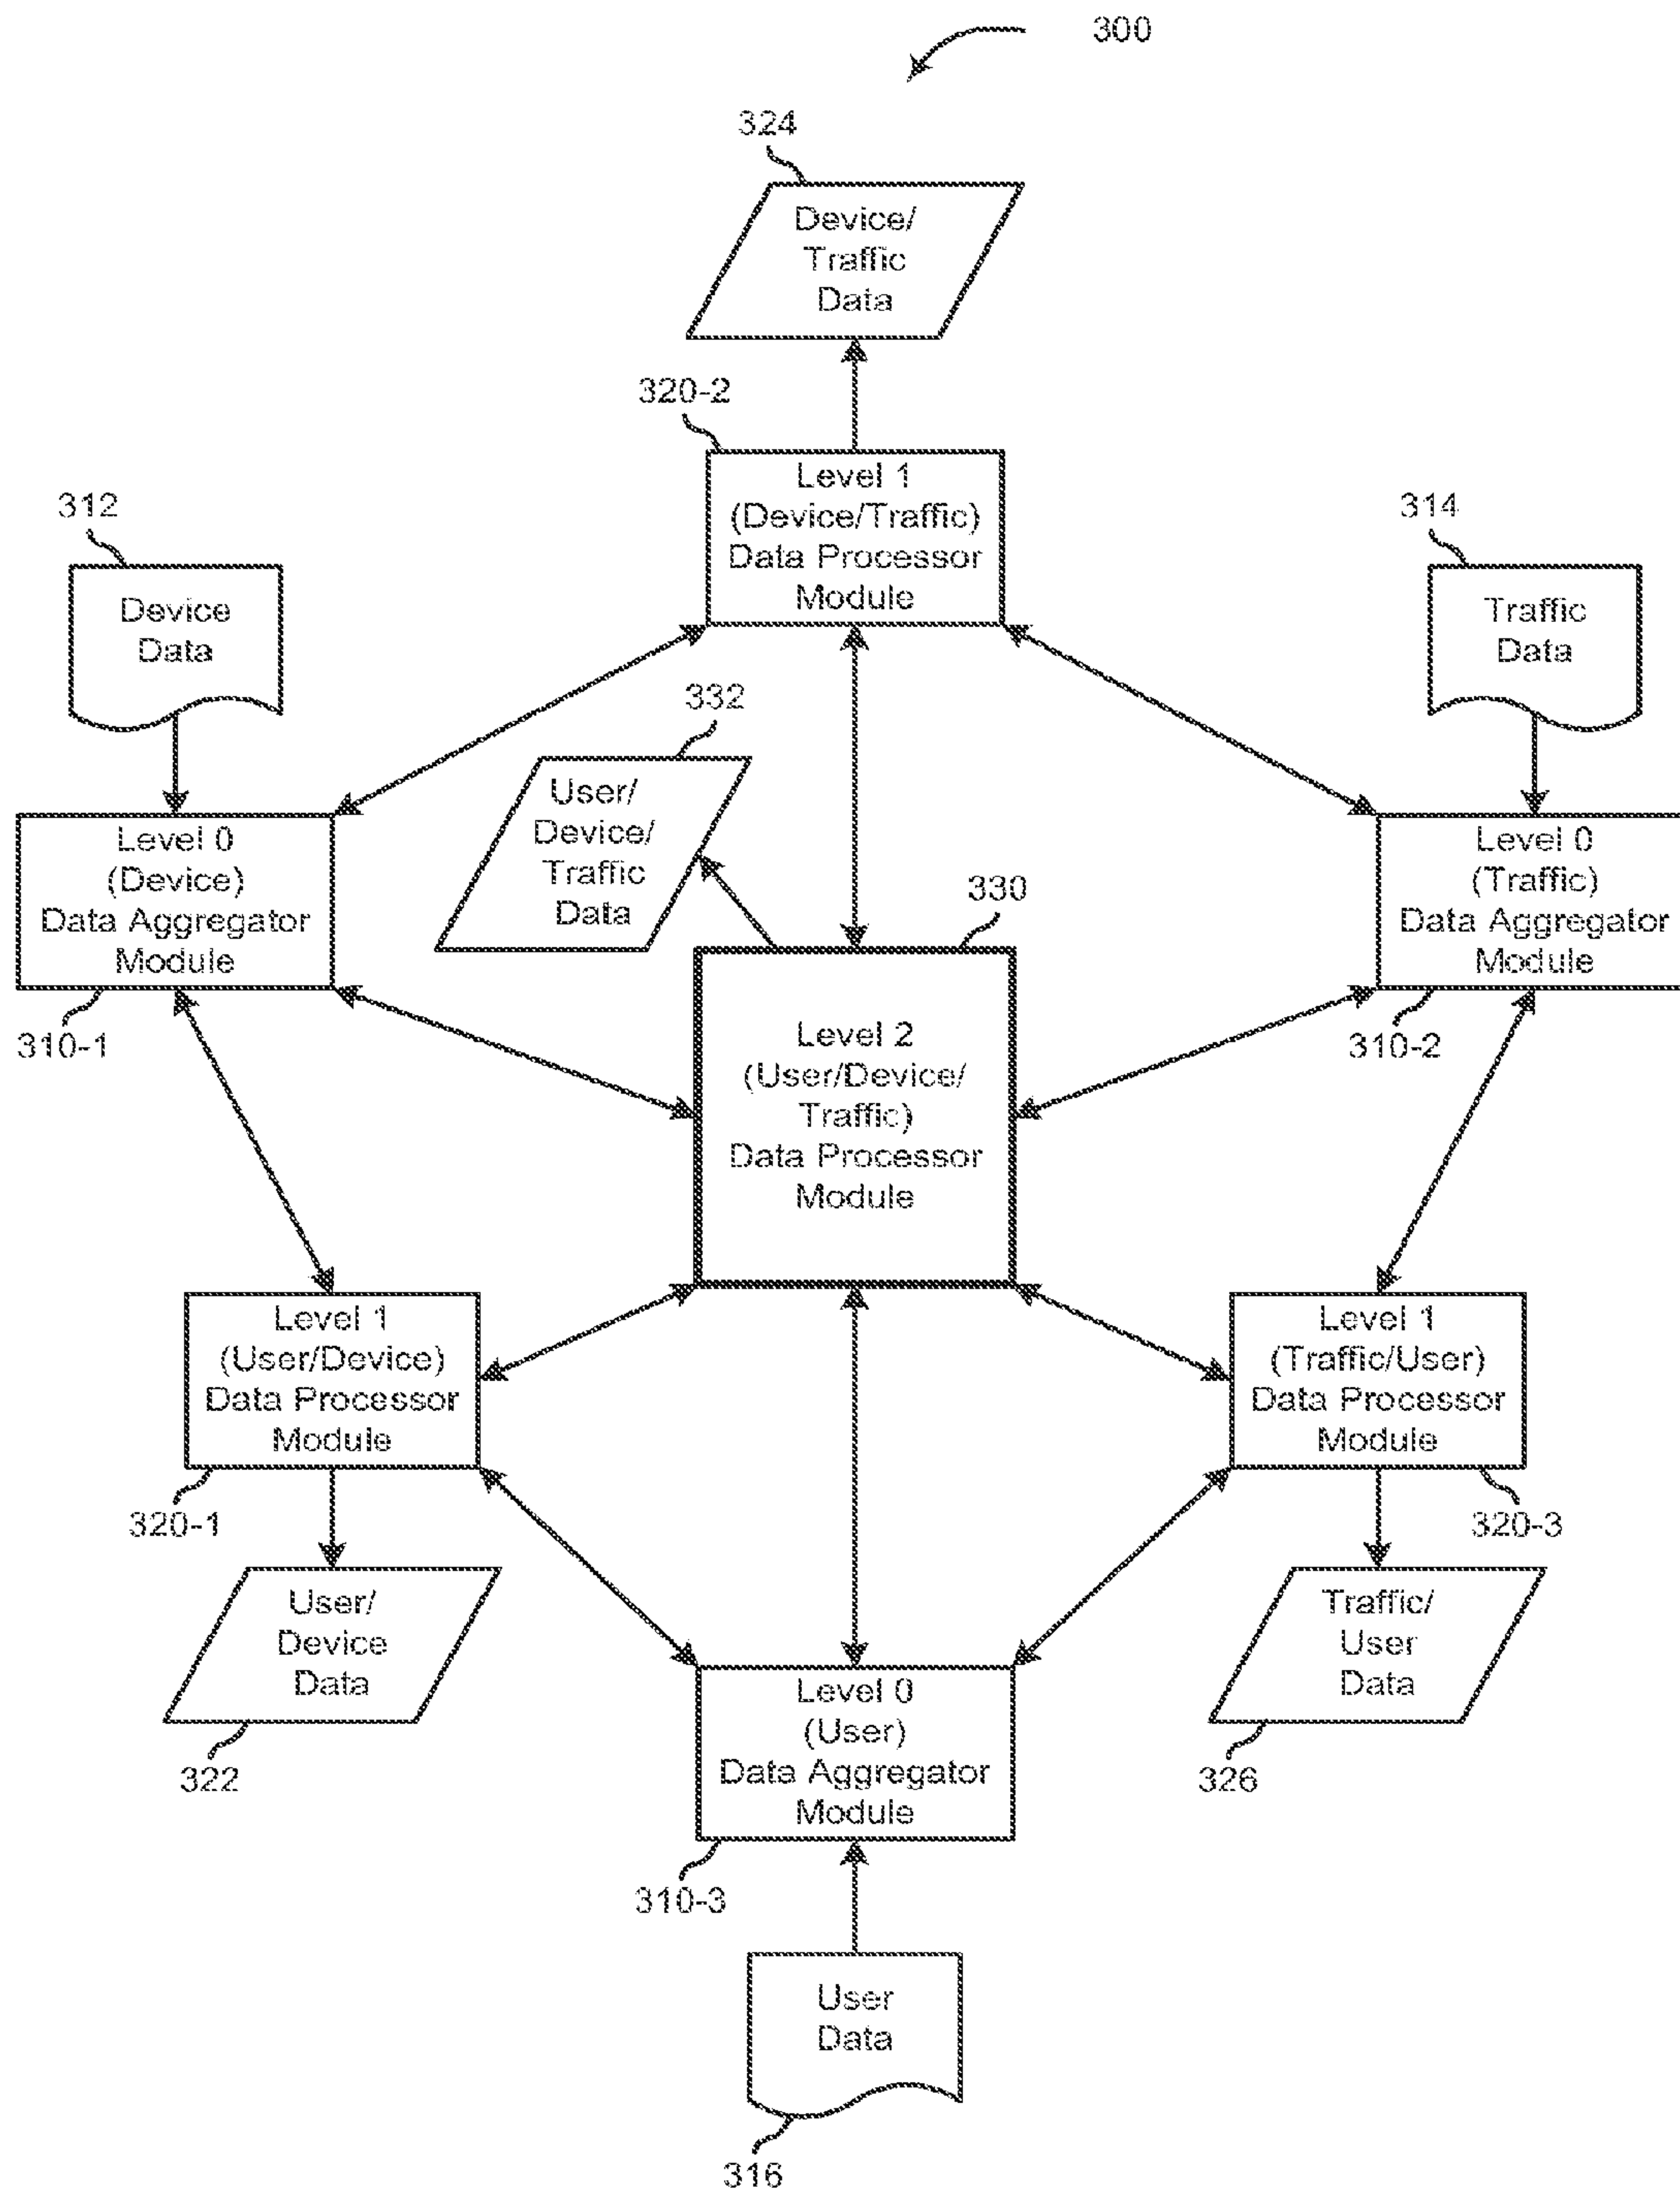 300
324
Device/
Traffic
Data
320-2
Level 1
(Device/Traffic)
Data Processor
Module
312
Device
Data
314
Traffic
Data
332
User/
Device/
Traffic
Data
Level 0
(Device)
Data Aggregator
Module
310-1
330
Level 0
(Traffic)
Data Aggregator
Module
310-2
Level 2
(User/Device/
Traffic)
Data Processor
Module
Level 1
(User/Device)
Data Processor
Module
320-1
Level 1
(Traffic/User)
Data Processor
Module
320-3
User/
Device
Data
322
Traffic/
User
Data
326
Level 0
(User)
Data Aggregator
Module
310-3
User
Data
316